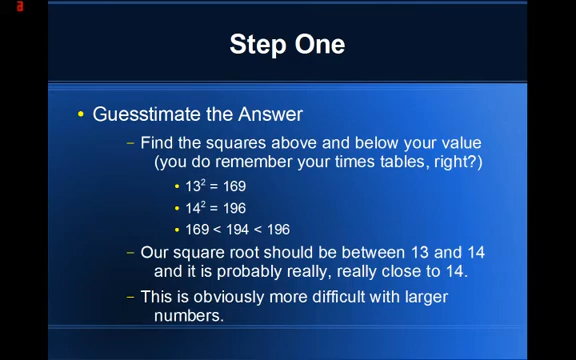 a
Step One
• Guesstimate the Answer
– Find the squares above and below your value
(you do remember your times tables, right?)
• 13² = 169
• 14² = 196
• 169 < 194 < 196
– Our square root should be between 13 and 14
and it is probably really, really close to 14.
– This is obviously more difficult with larger
numbers.